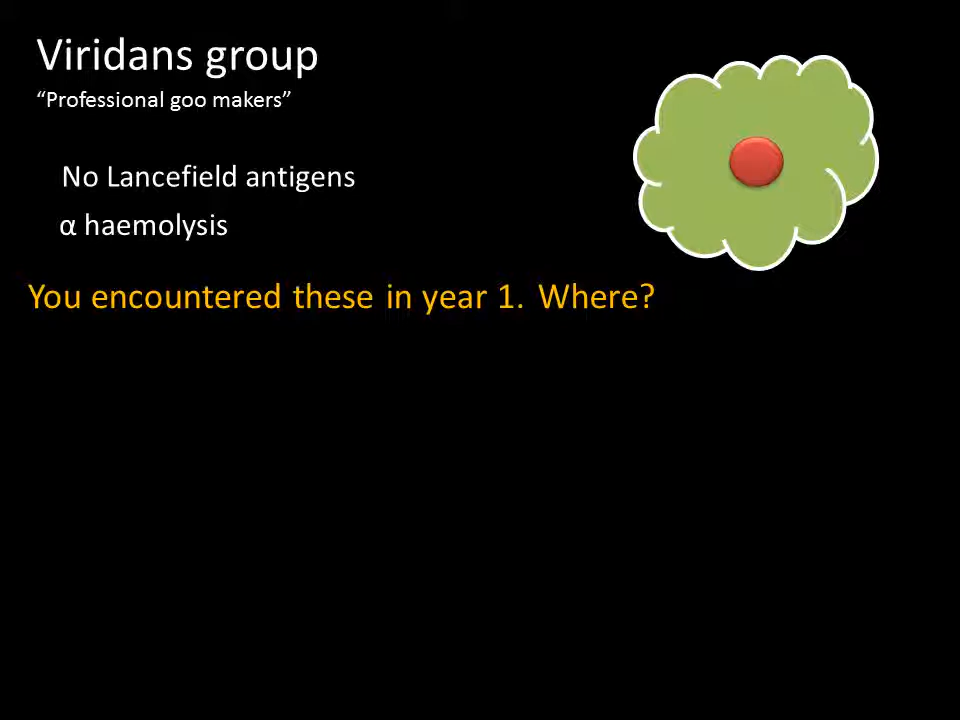 Viridans group
“Professional goo makers”
No Lancefield antigens
α haemolysis
You encountered these in year 1. Where?